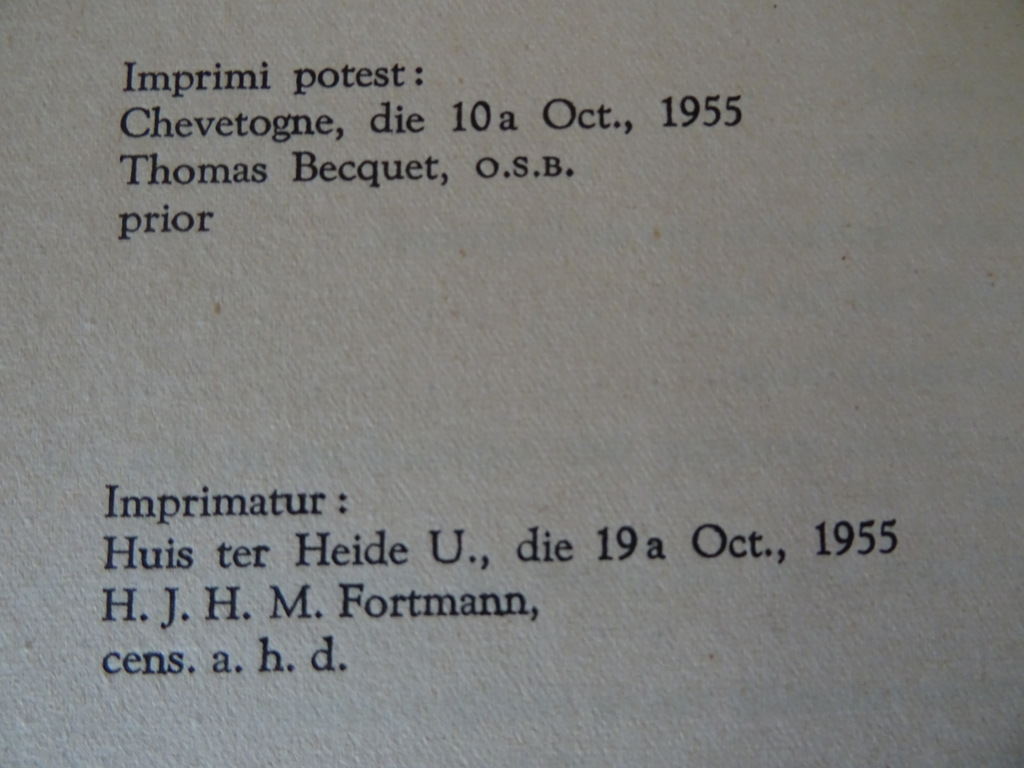 Imprimi potest:
Chevetogne, die 10a Oct., 1955
Thomas Becquet, O.S.B.
prior
Imprimatur:
Huis ter Heide U., die 19a Oct., 1955
H. J. H. M. Fortmann,
cens. a. h. d.